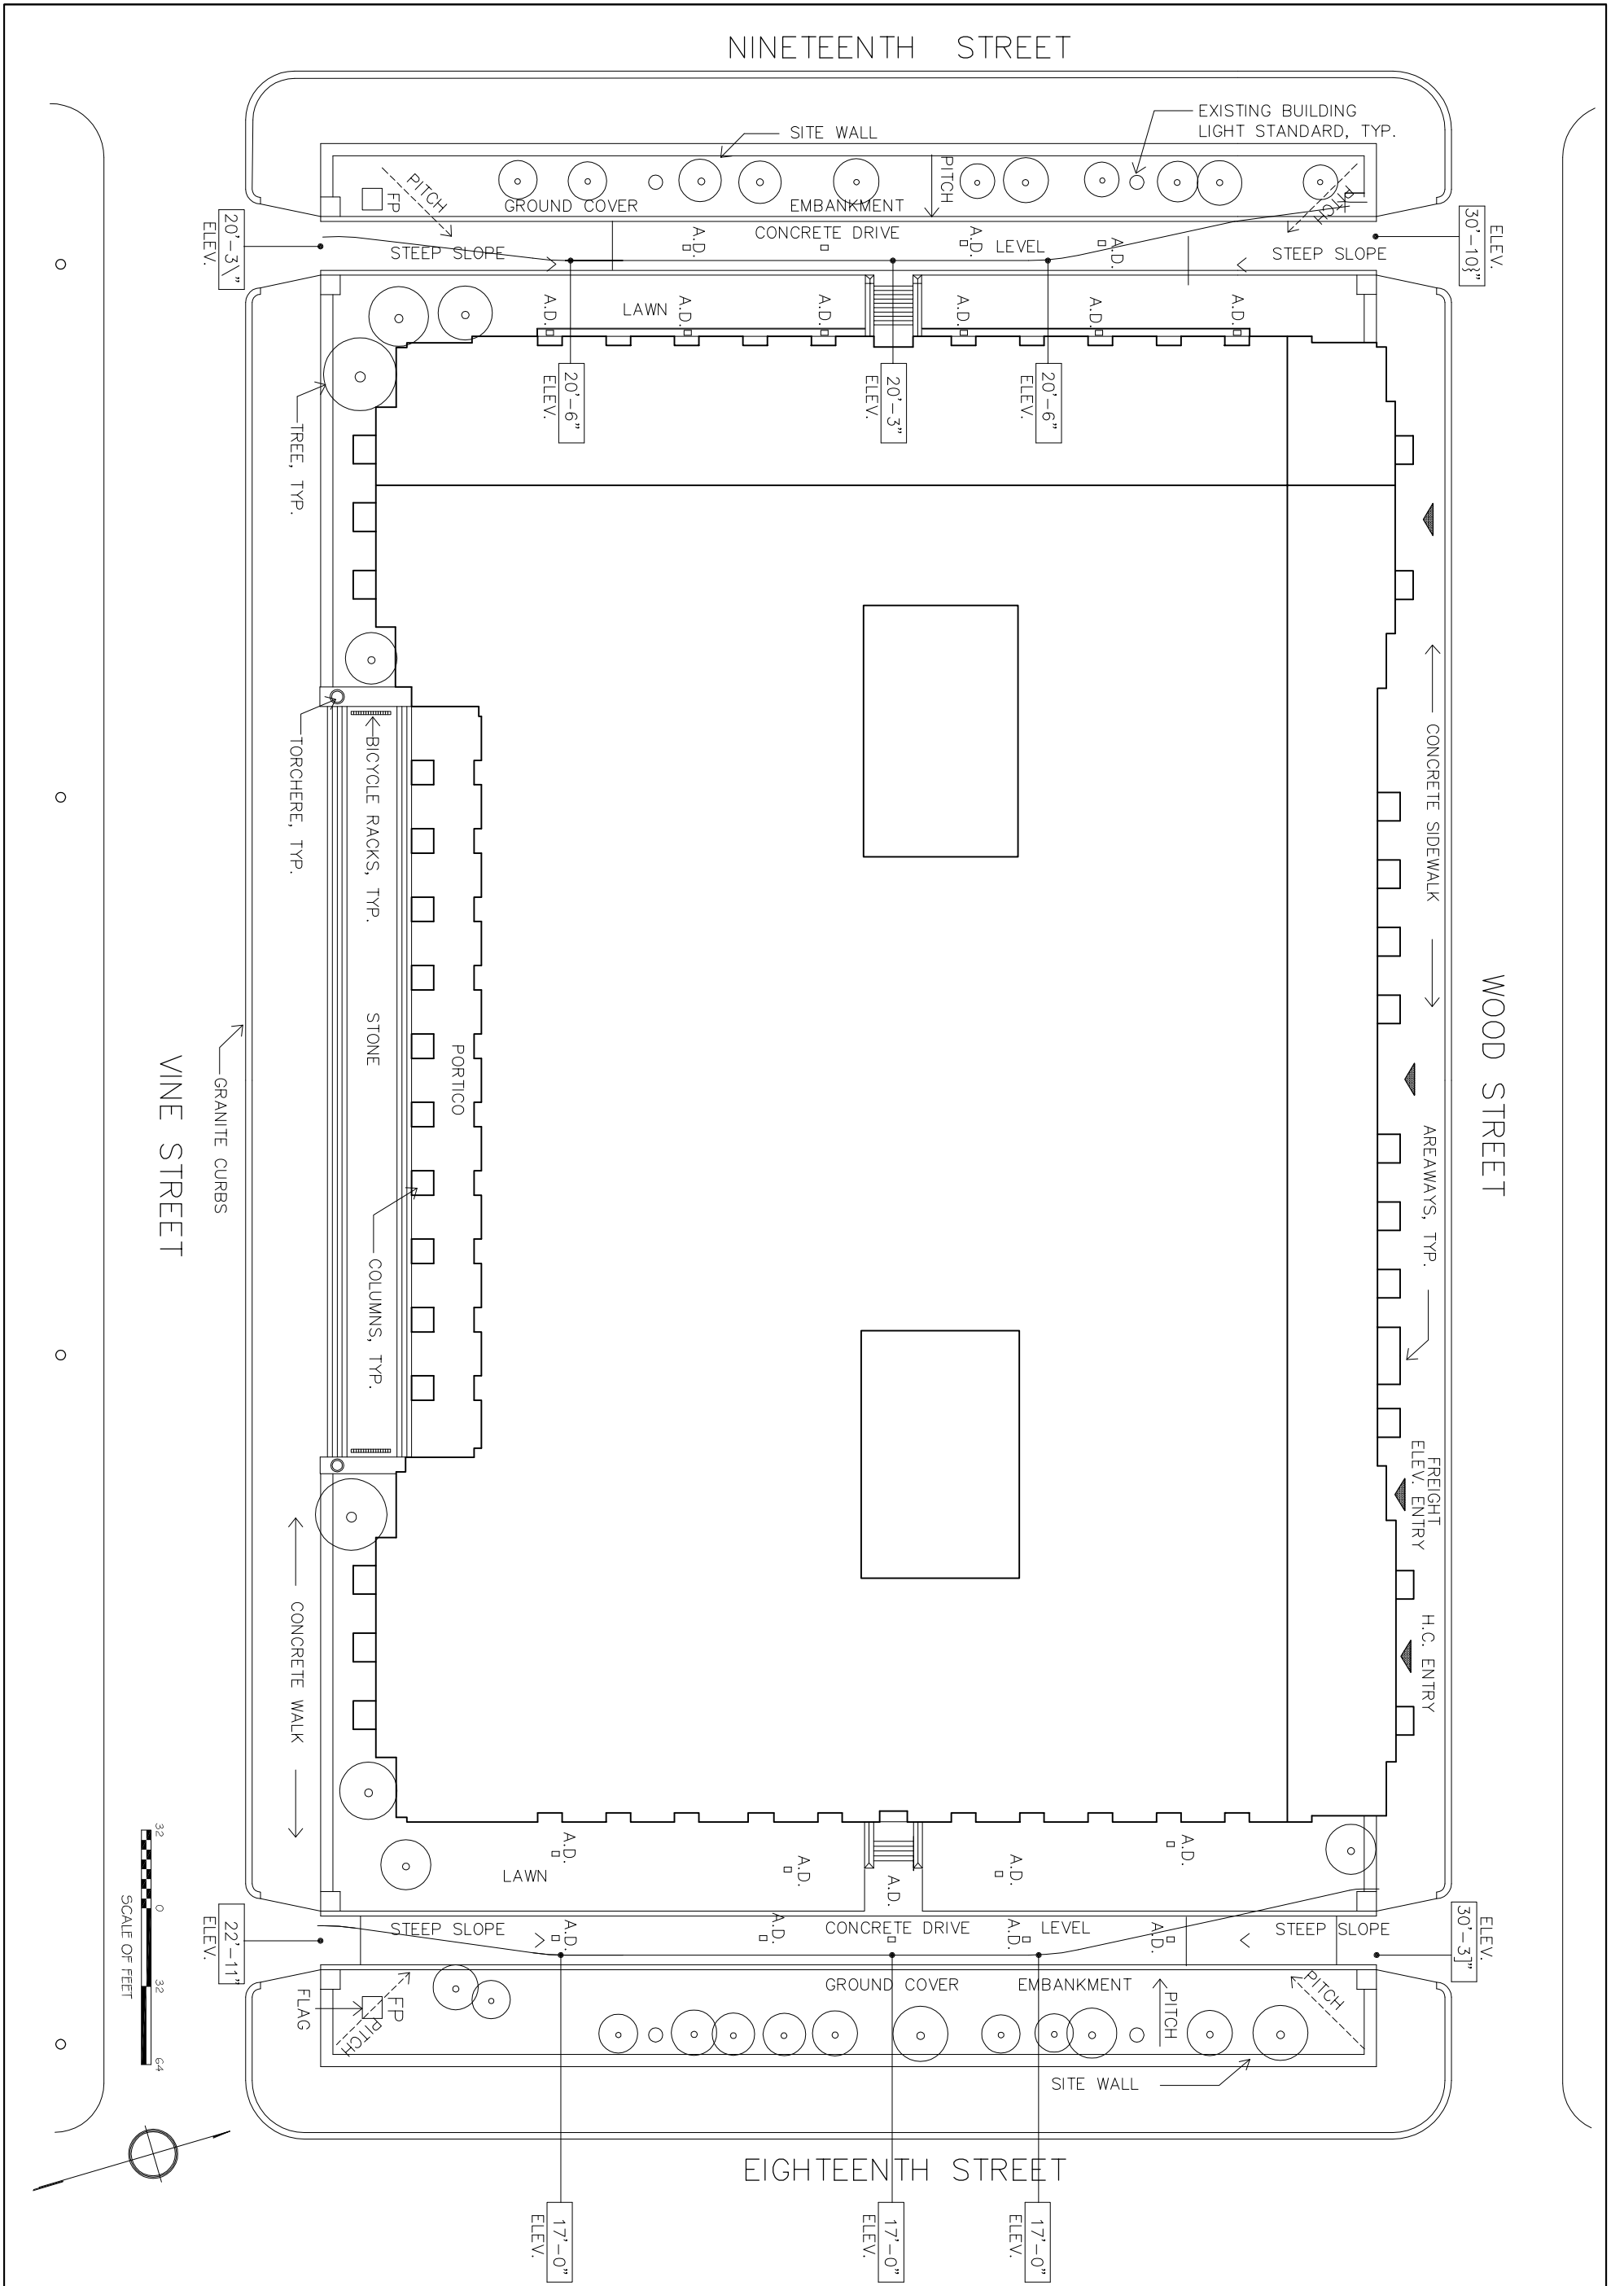 NINETEENTH STREET
EXISTING BUILDING
LIGHT STANDARD, TYP.
SITE WALL
PITCH
PITCH
PITCH
FP
GROUND COVER
EMBANKMENT
20'-3\"
ELEV.
STEEP SLOPE
A.D.
CONCRETE DRIVE
A.D.
LEVEL
A.D.
STEEP SLOPE
ELEV.
30'-10}"
A.D.
LAWN
A.D.
A.D.
A.D.
A.D.
A.D.
20'-6"
ELEV.
20'-3"
ELEV.
20'-6"
ELEV.
TREE, TYP.
TORCHERE, TYP.
BICYCLE RACKS, TYP.
CONCRETE SIDEWALK
WOOD STREET
STONE
PORTICO
VINE STREET
GRANITE CURBS
AREAWAYS, TYP.
COLUMNS, TYP.
FREIGHT
ELEV. ENTRY
H.C. ENTRY
CONCRETE WALK
A.D.
LAWN
A.D.
A.D.
A.D.
A.D.
32 0 32 64
SCALE OF FEET
22'-11"
ELEV.
STEEP SLOPE
A.D.
A.D.
CONCRETE DRIVE
A.D.
LEVEL
A.D.
STEEP SLOPE
ELEV.
30'-3]"
FLAG
FP
PITCH
GROUND COVER
EMBANKMENT
PITCH
PITCH
SITE WALL
EIGHTEENTH STREET
17'-0"
ELEV.
17'-0"
ELEV.
17'-0"
ELEV.